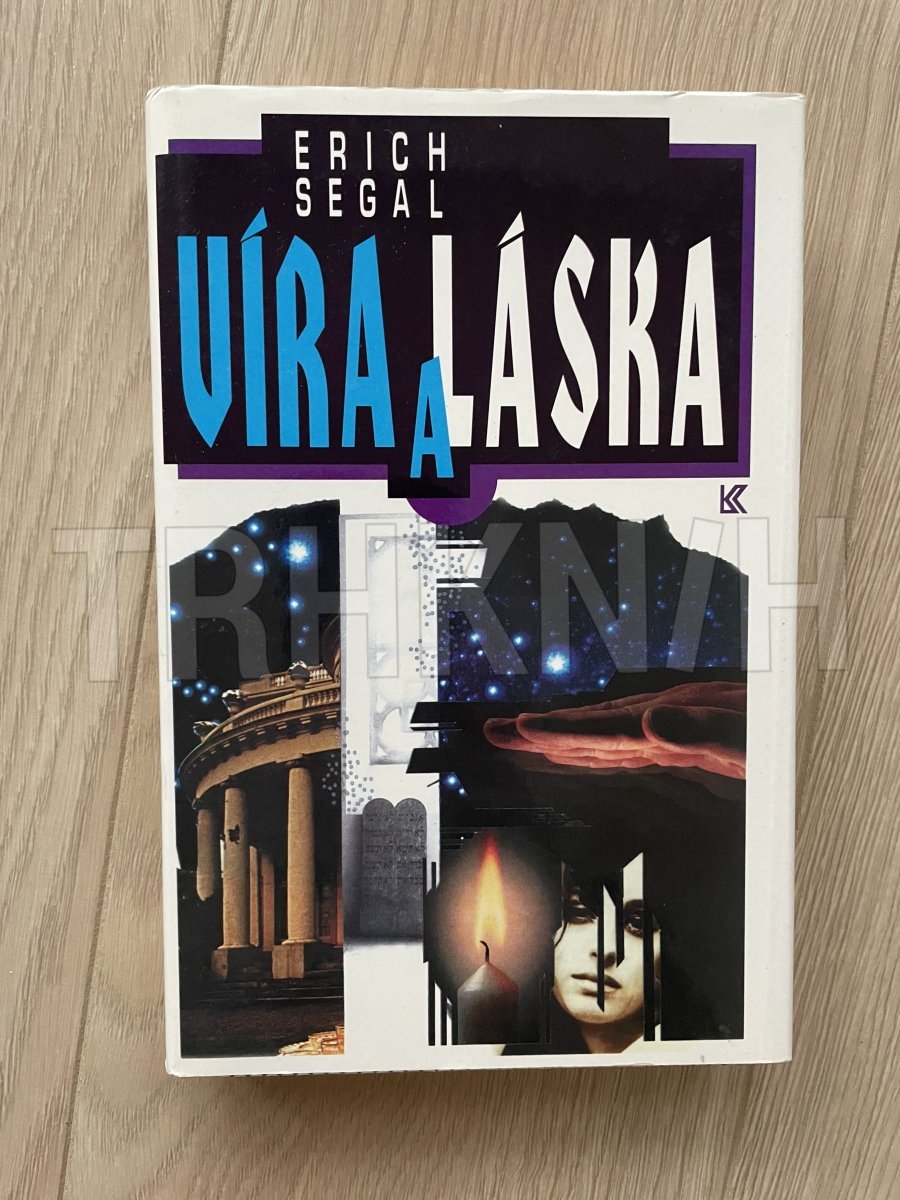 ERICH
SEGAL
VÍRA A LÁSKA
TRHKNIH